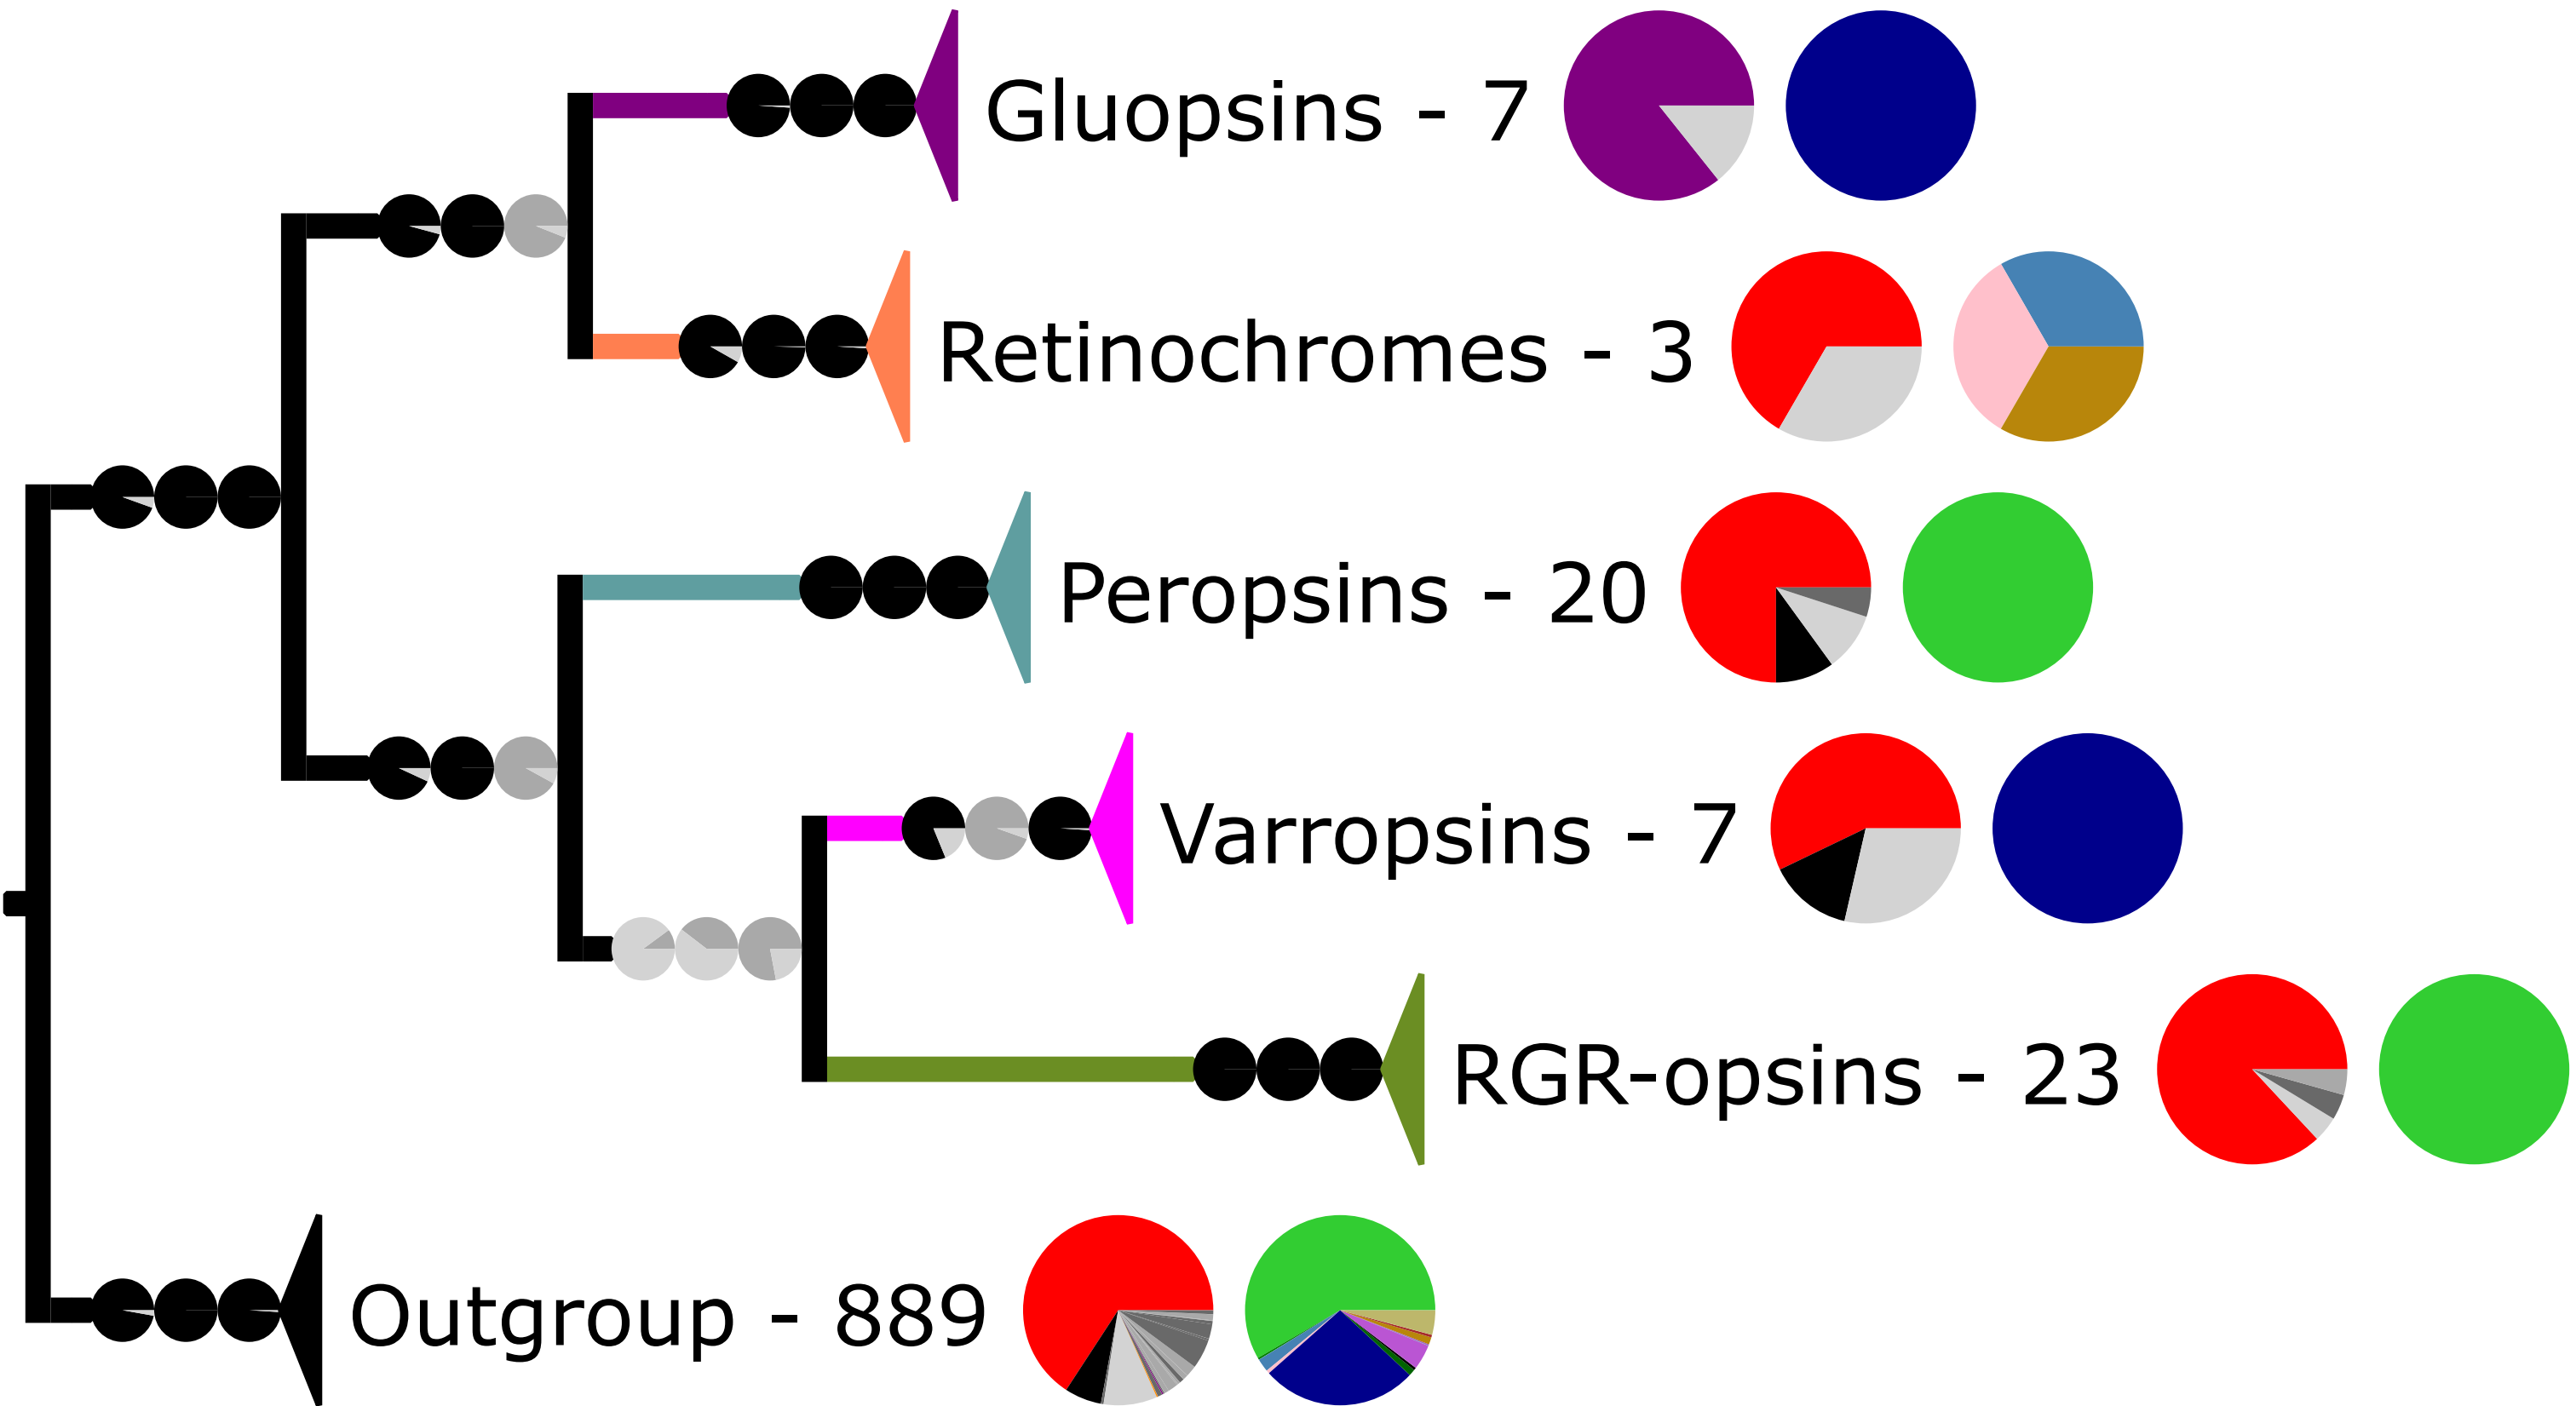 Gluopsins - 7
Retinochromes - 3
Peropsins - 20
Varropsins - 7
RGR-opsins - 23
Outgroup - 889